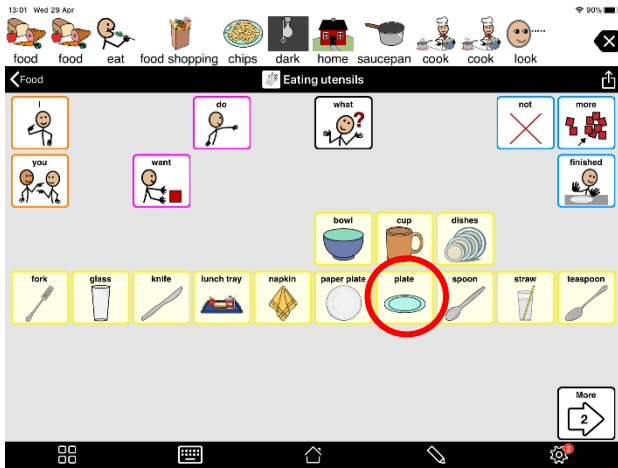 13:01 Wed 29 Apr 90%
food food eat food shopping chips dark home saucepan cook cook look
Food Eating utensils
I do what not more
you want finished
bowl cup dishes
fork glass knife lunch tray napkin paper plate plate spoon straw teaspoon
More
2
2